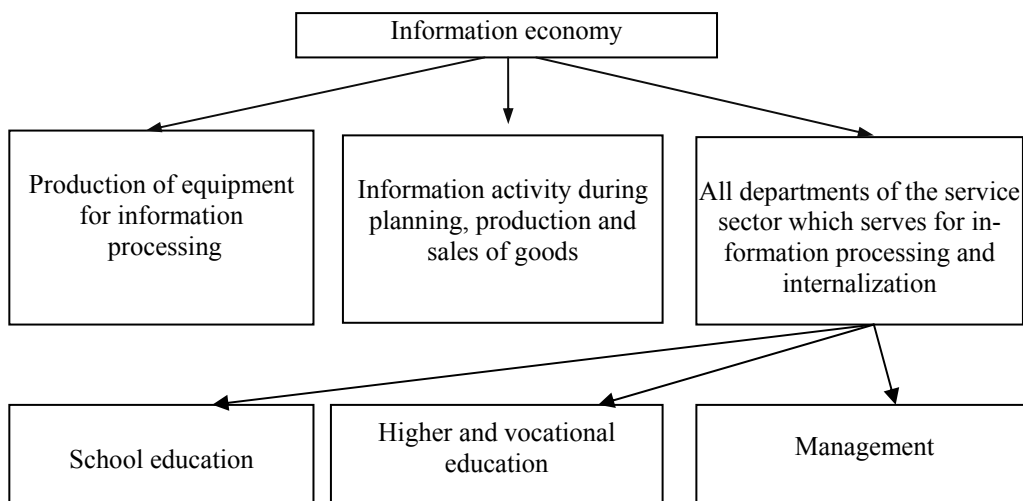 Information economy
Production of equipment
for information
processing
Information activity during
planning, production and
sales of goods
All departments of the service
sector which serves for in-
formation processing and
internalization
School education
Higher and vocational
education
Management